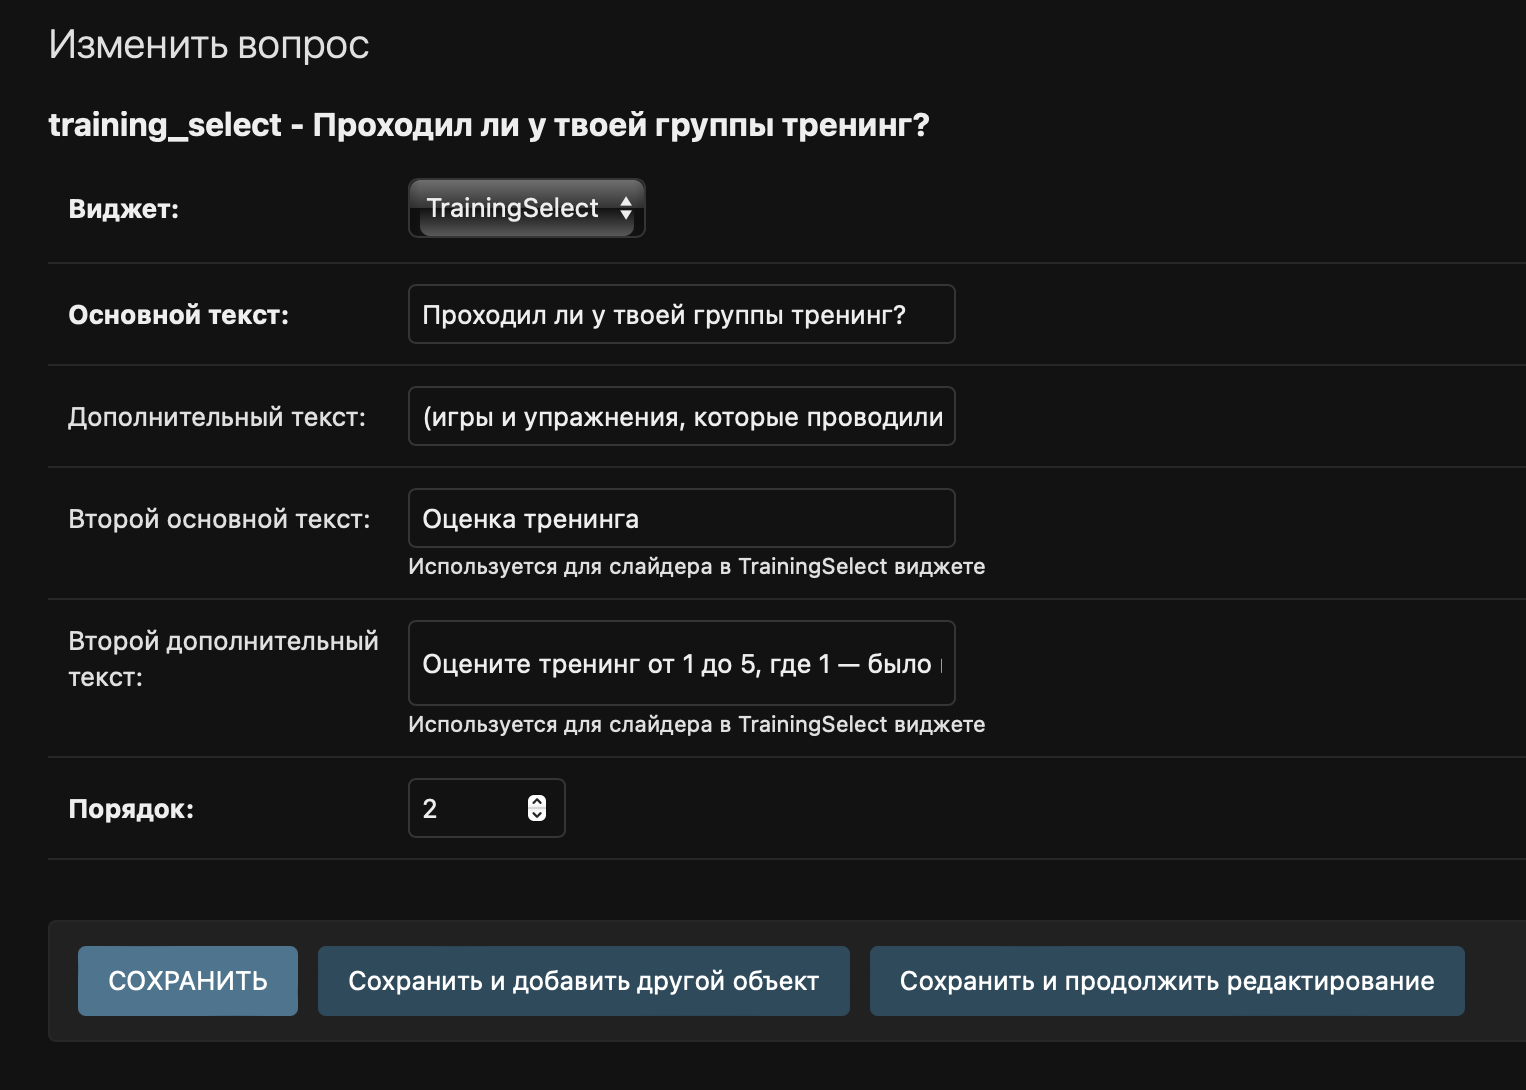 Изменить вопрос
training_select - Проходил ли у твоей группы тренинг?
Виджет:
TrainingSelect
Основной текст:
Проходил ли у твоей группы тренинг?
Дополнительный текст:
(игры и упражнения, которые проводили
Второй основной текст:
Оценка тренинга
Используется для слайдера в TrainingSelect виджете
Второй дополнительный
текст:
Оцените тренинг от 1 до 5, где 1 — было
Используется для слайдера в TrainingSelect виджете
Порядок:
2
СОХРАНИТЬ
Сохранить и добавить другой объект
Сохранить и продолжить редактирование